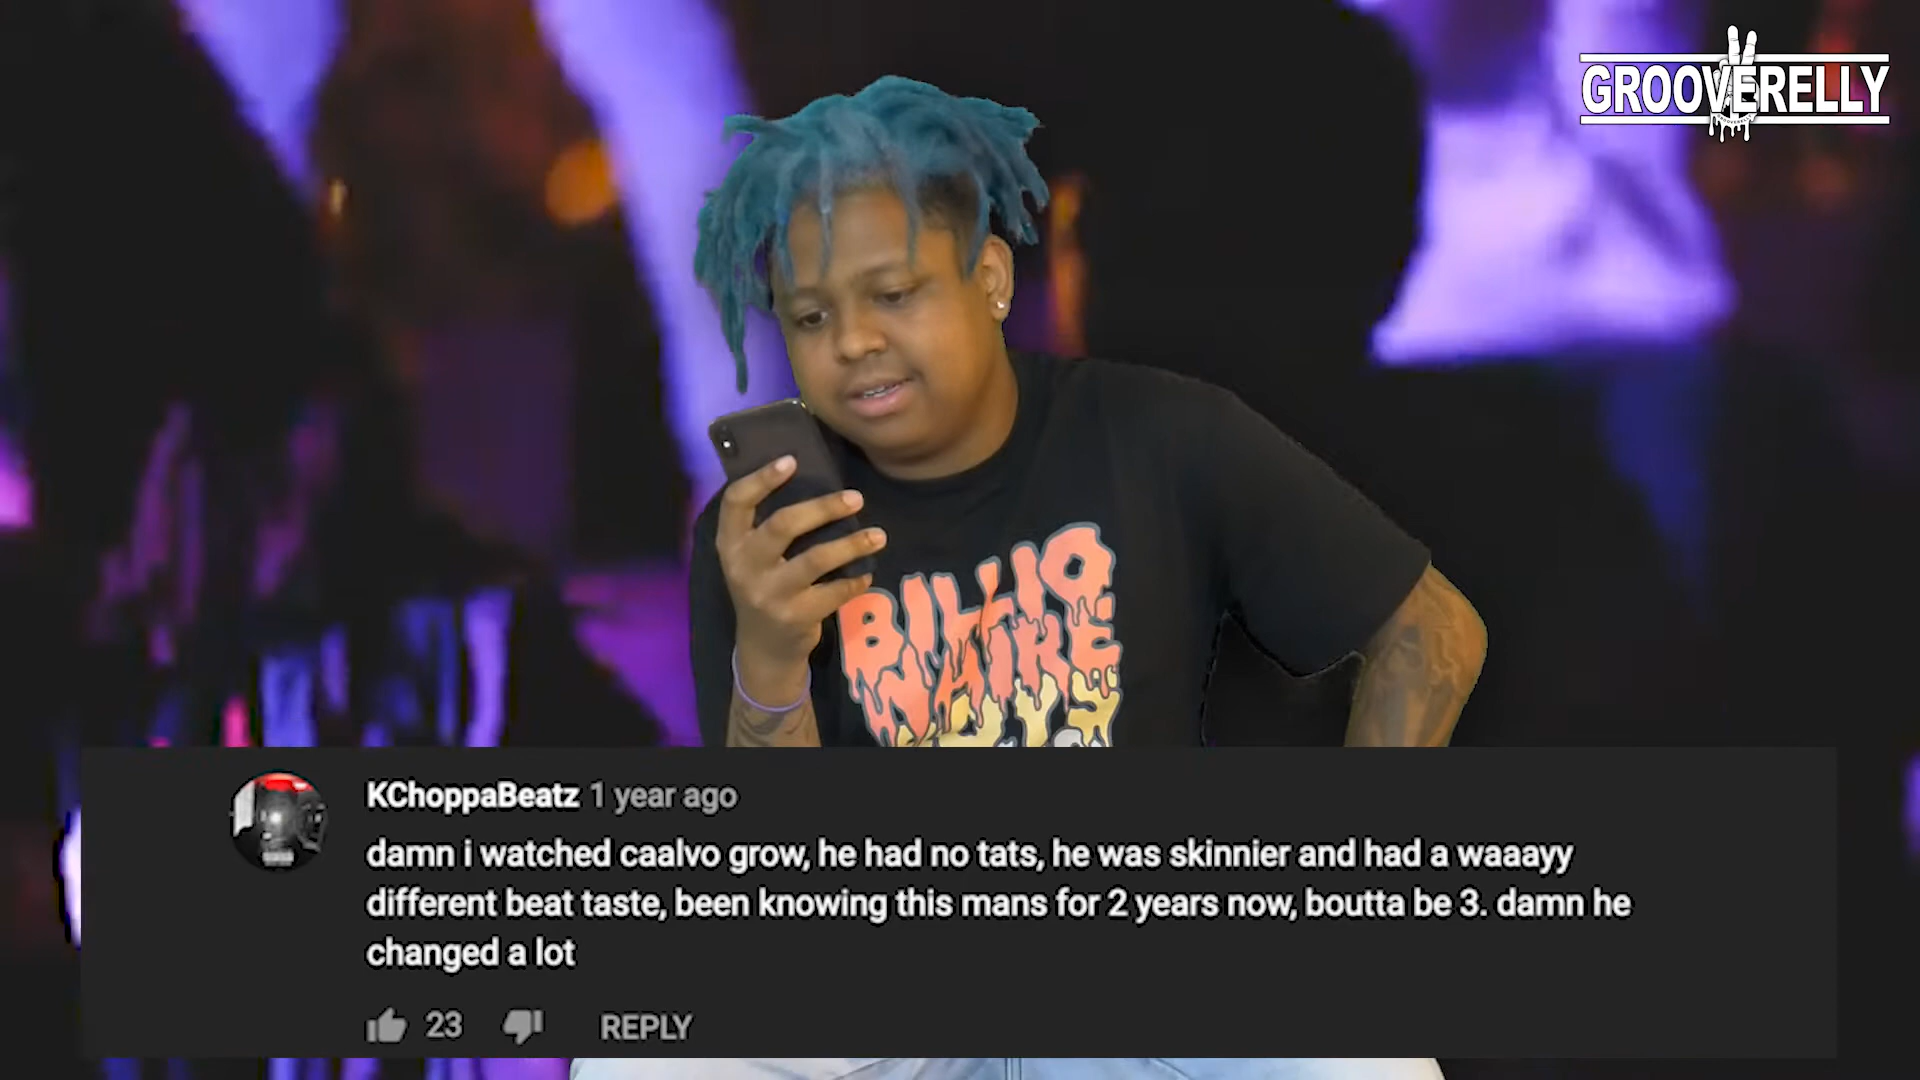 GROOVERELLY
BILLIO
NAIRE
BOYS
KChoppaBeatz 1 year ago
damn i watched caalvo grow, he had no tats, he was skinnier and had a waaayy
different beat taste, been knowing this mans for 2 years now, boutta be 3. damn he
changed a lot
23
REPLY